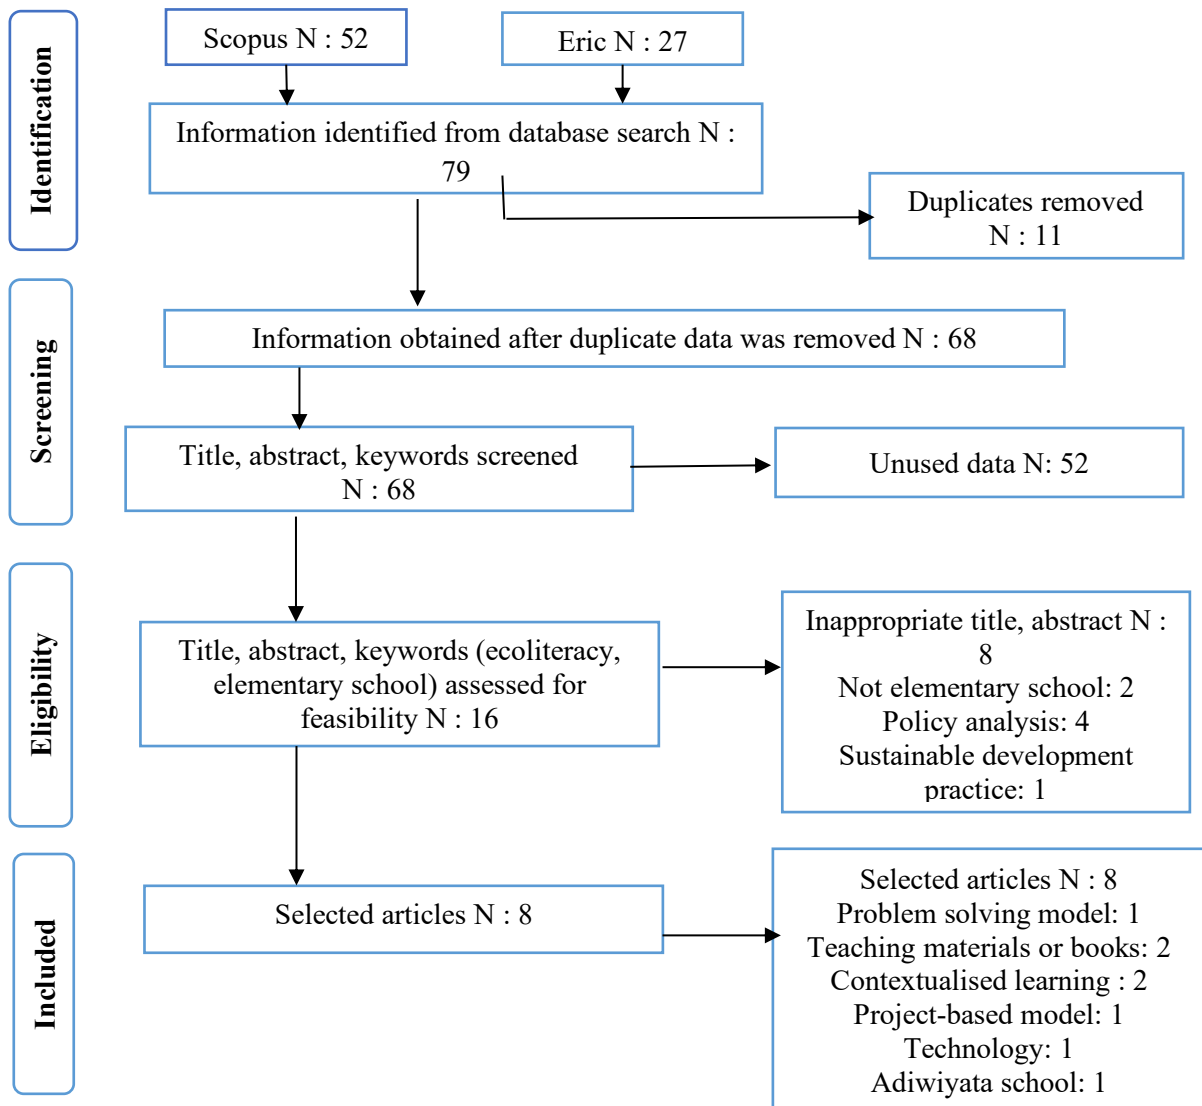 Identification
Scopus N : 52
Eric N : 27
Information identified from database search N :
79
Duplicates removed
N : 11
Screening
Information obtained after duplicate data was removed N : 68
Title, abstract, keywords screened
N : 68
Unused data N: 52
Eligibility
Title, abstract, keywords (ecoliteracy,
elementary school) assessed for
feasibility N : 16
Inappropriate title, abstract N :
8
Not elementary school: 2
Policy analysis: 4
Sustainable development
practice: 1
Included
Selected articles N : 8
Selected articles N : 8
Problem solving model: 1
Teaching materials or books: 2
Contextualised learning : 2
Project-based model: 1
Technology: 1
Adiwiyata school: 1